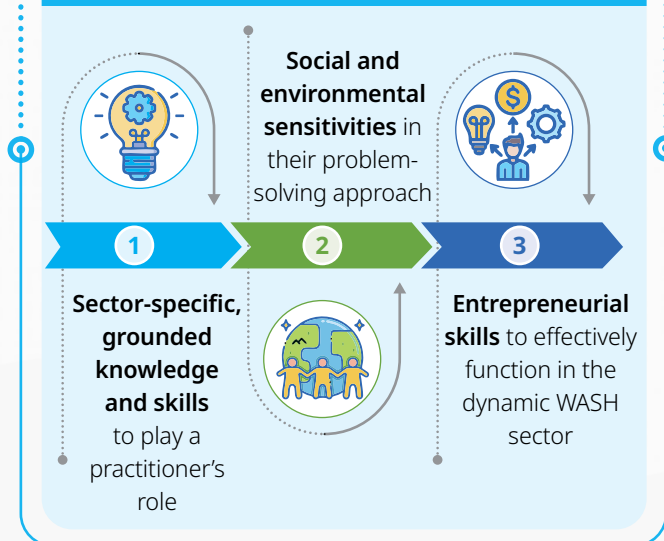 1
Sector-specific,
grounded
knowledge
and skills
to play a
practitioner's
role
Social and
environmental
sensitivities in
their problem-
solving approach
2
3
Entrepreneurial
skills to effectively
function in the
dynamic WASH
sector